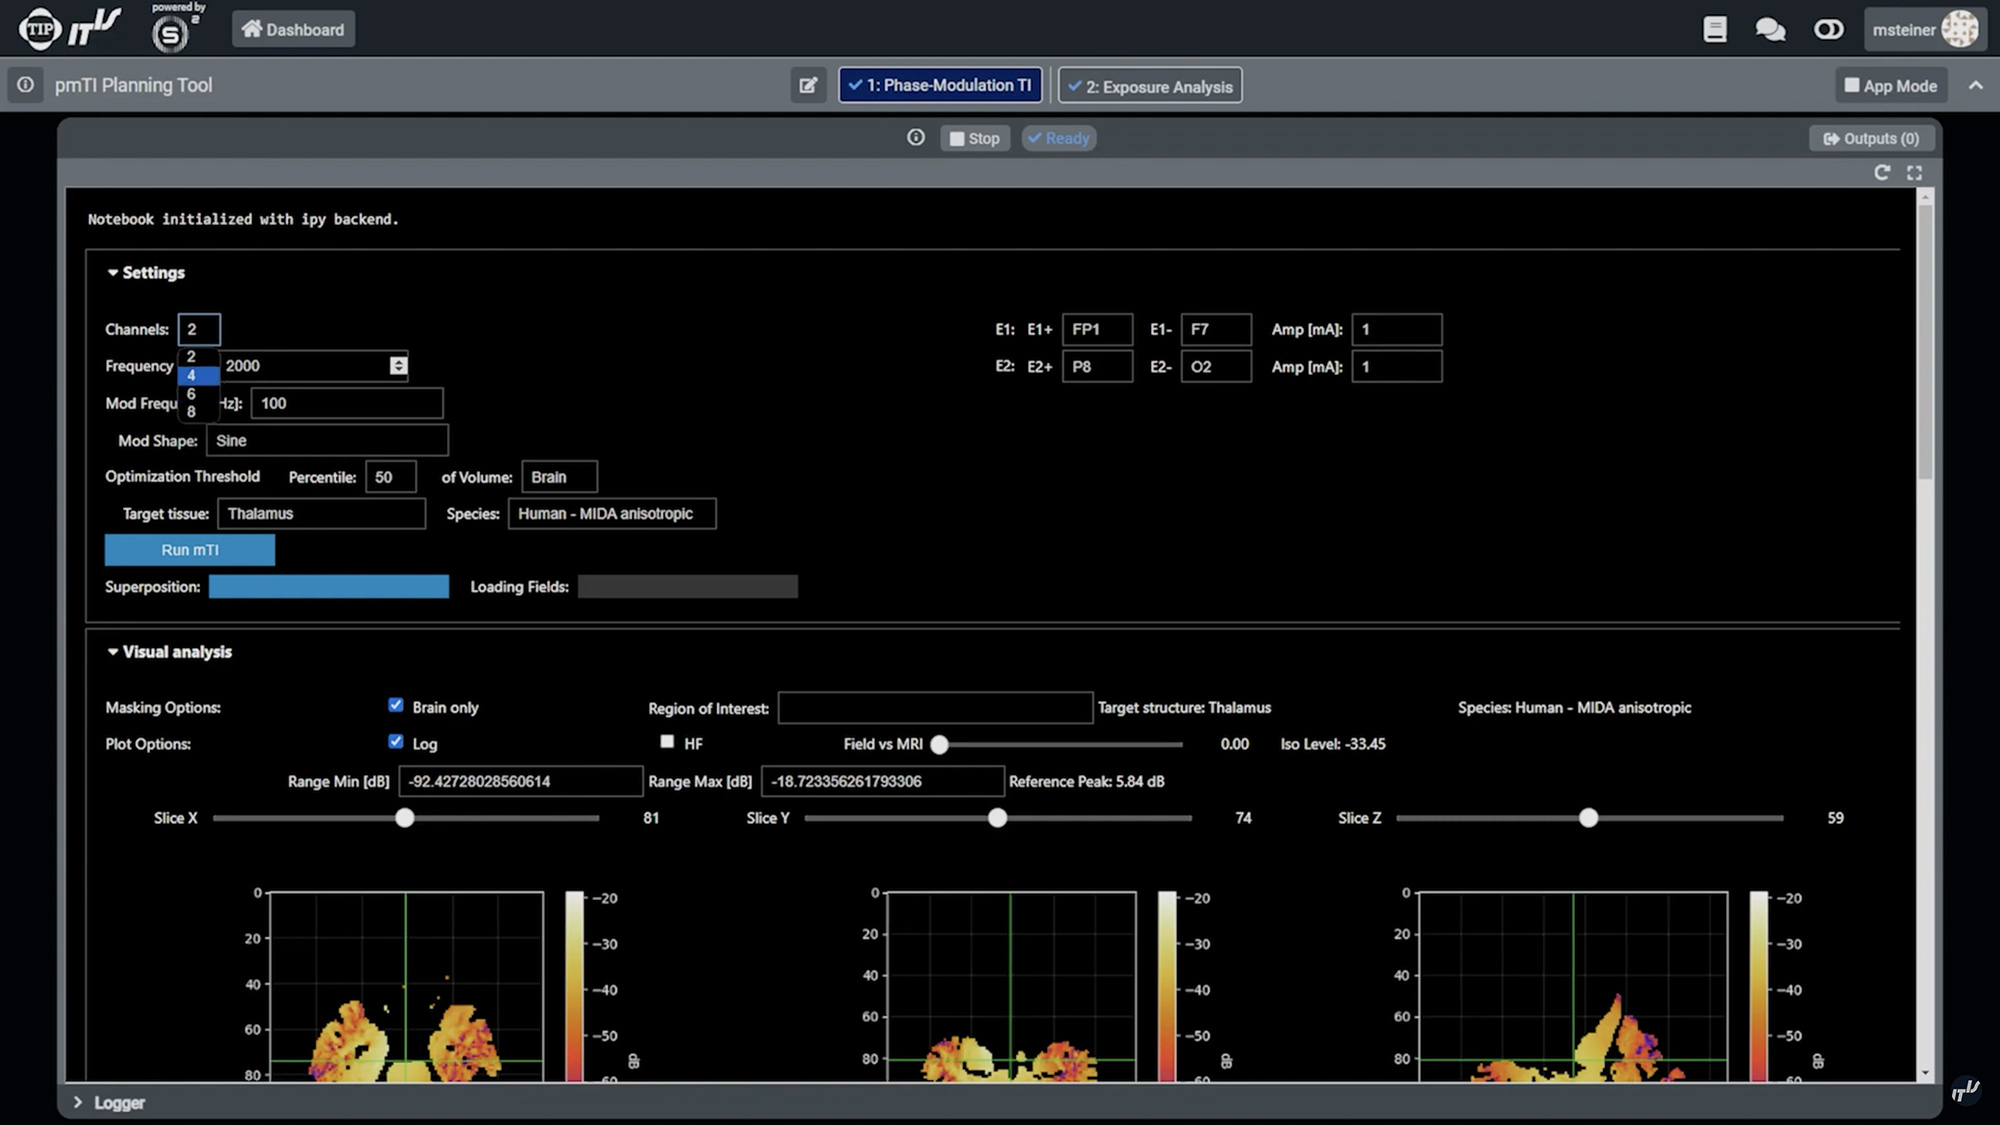 TIP IT'IS powered by S 2 Dashboard msteiner
pmTI Planning Tool 1: Phase-Modulation TI 2: Exposure Analysis App Mode
Stop Ready Outputs (0)
Notebook initialized with ipy backend.
Settings
Channels: 2 E1: E1+ FP1 E1- F7 Amp [mA]: 1
2
Frequency 2000 E2: E2+ P8 E2- O2 Amp [mA]: 1
4
6
Mod Frequ Hz]: 100
8
Mod Shape: Sine
Optimization Threshold Percentile: 50 of Volume: Brain
Target tissue: Thalamus Species: Human - MIDA anisotropic
Run mTI
Superposition: Loading Fields:
Visual analysis
Masking Options: Brain only Region of Interest: Target structure: Thalamus Species: Human - MIDA anisotropic
Plot Options: Log HF Field vs MRI 0.00 Iso Level: -33.45
Range Min [dB] -92.42728028560614 Range Max [dB] -18.723356261793306 Reference Peak: 5.84 dB
Slice X 81 Slice Y 74 Slice Z 59
0 −20 0 −20 0 −20
20 −30 20 −30 20 −30
40 −40 40 −40 40 −40
60 −50 60 −50 60 −50
80 dB 80 dB 80 dB
−60 −60 −60
Logger
IT'IS